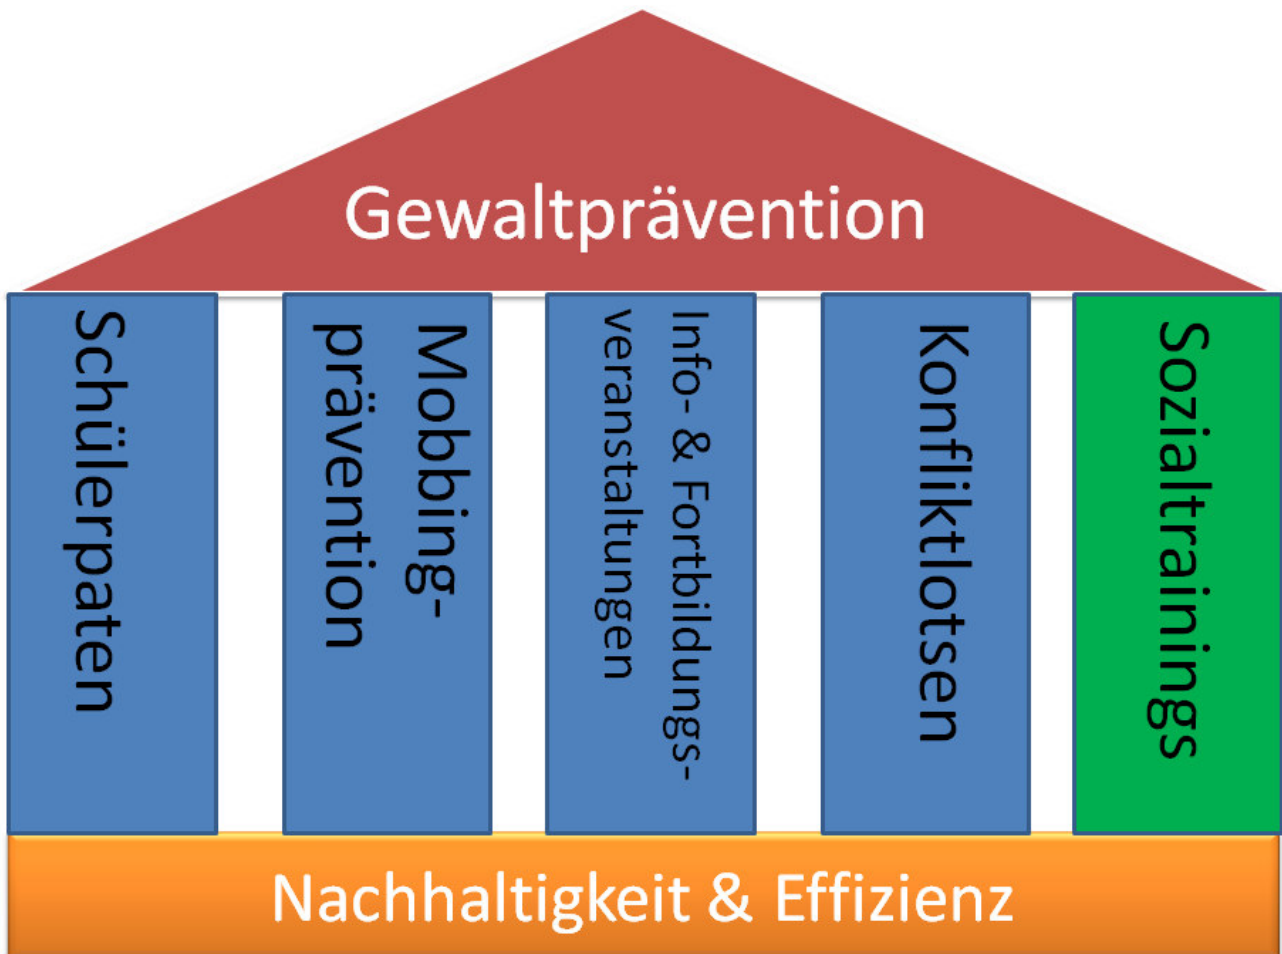 Gewaltprävention
Schülerpaten
Mobbing-
prävention
Info- & Fortbildungs-
veranstaltungen
Konfliktlotsen
Sozialtrainings
Nachhaltigkeit & Effizienz